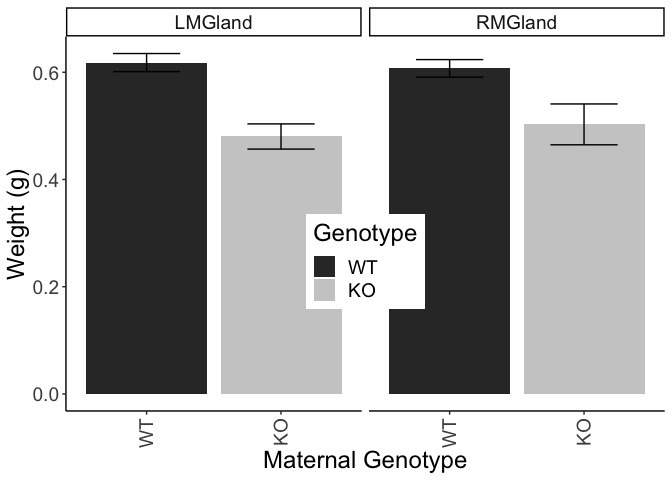 LMGland
RMGland
Weight (g)
0.6
0.4
0.2
0.0
Genotype
WT
KO
WT
KO
WT
KO
Maternal Genotype